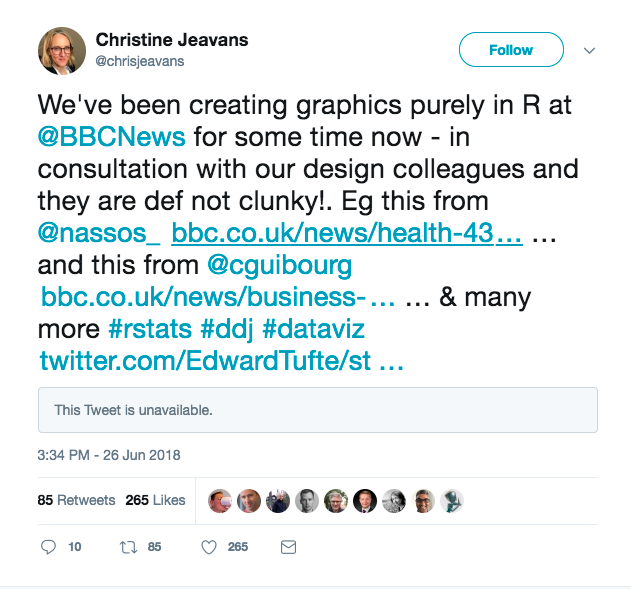 Christine Jeavans
@chrisjeavans
Follow
We've been creating graphics purely in R at
@BBCNews for some time now - in
consultation with our design colleagues and
they are def not clunky!. Eg this from
@nassos_ bbc.co.uk/news/health-43… …
and this from @cguibourg
bbc.co.uk/news/business-… … & many
more #rstats #ddj #dataviz
twitter.com/EdwardTufte/st …
This Tweet is unavailable.
3:34 PM - 26 Jun 2018
85 Retweets 265 Likes
10 85 265